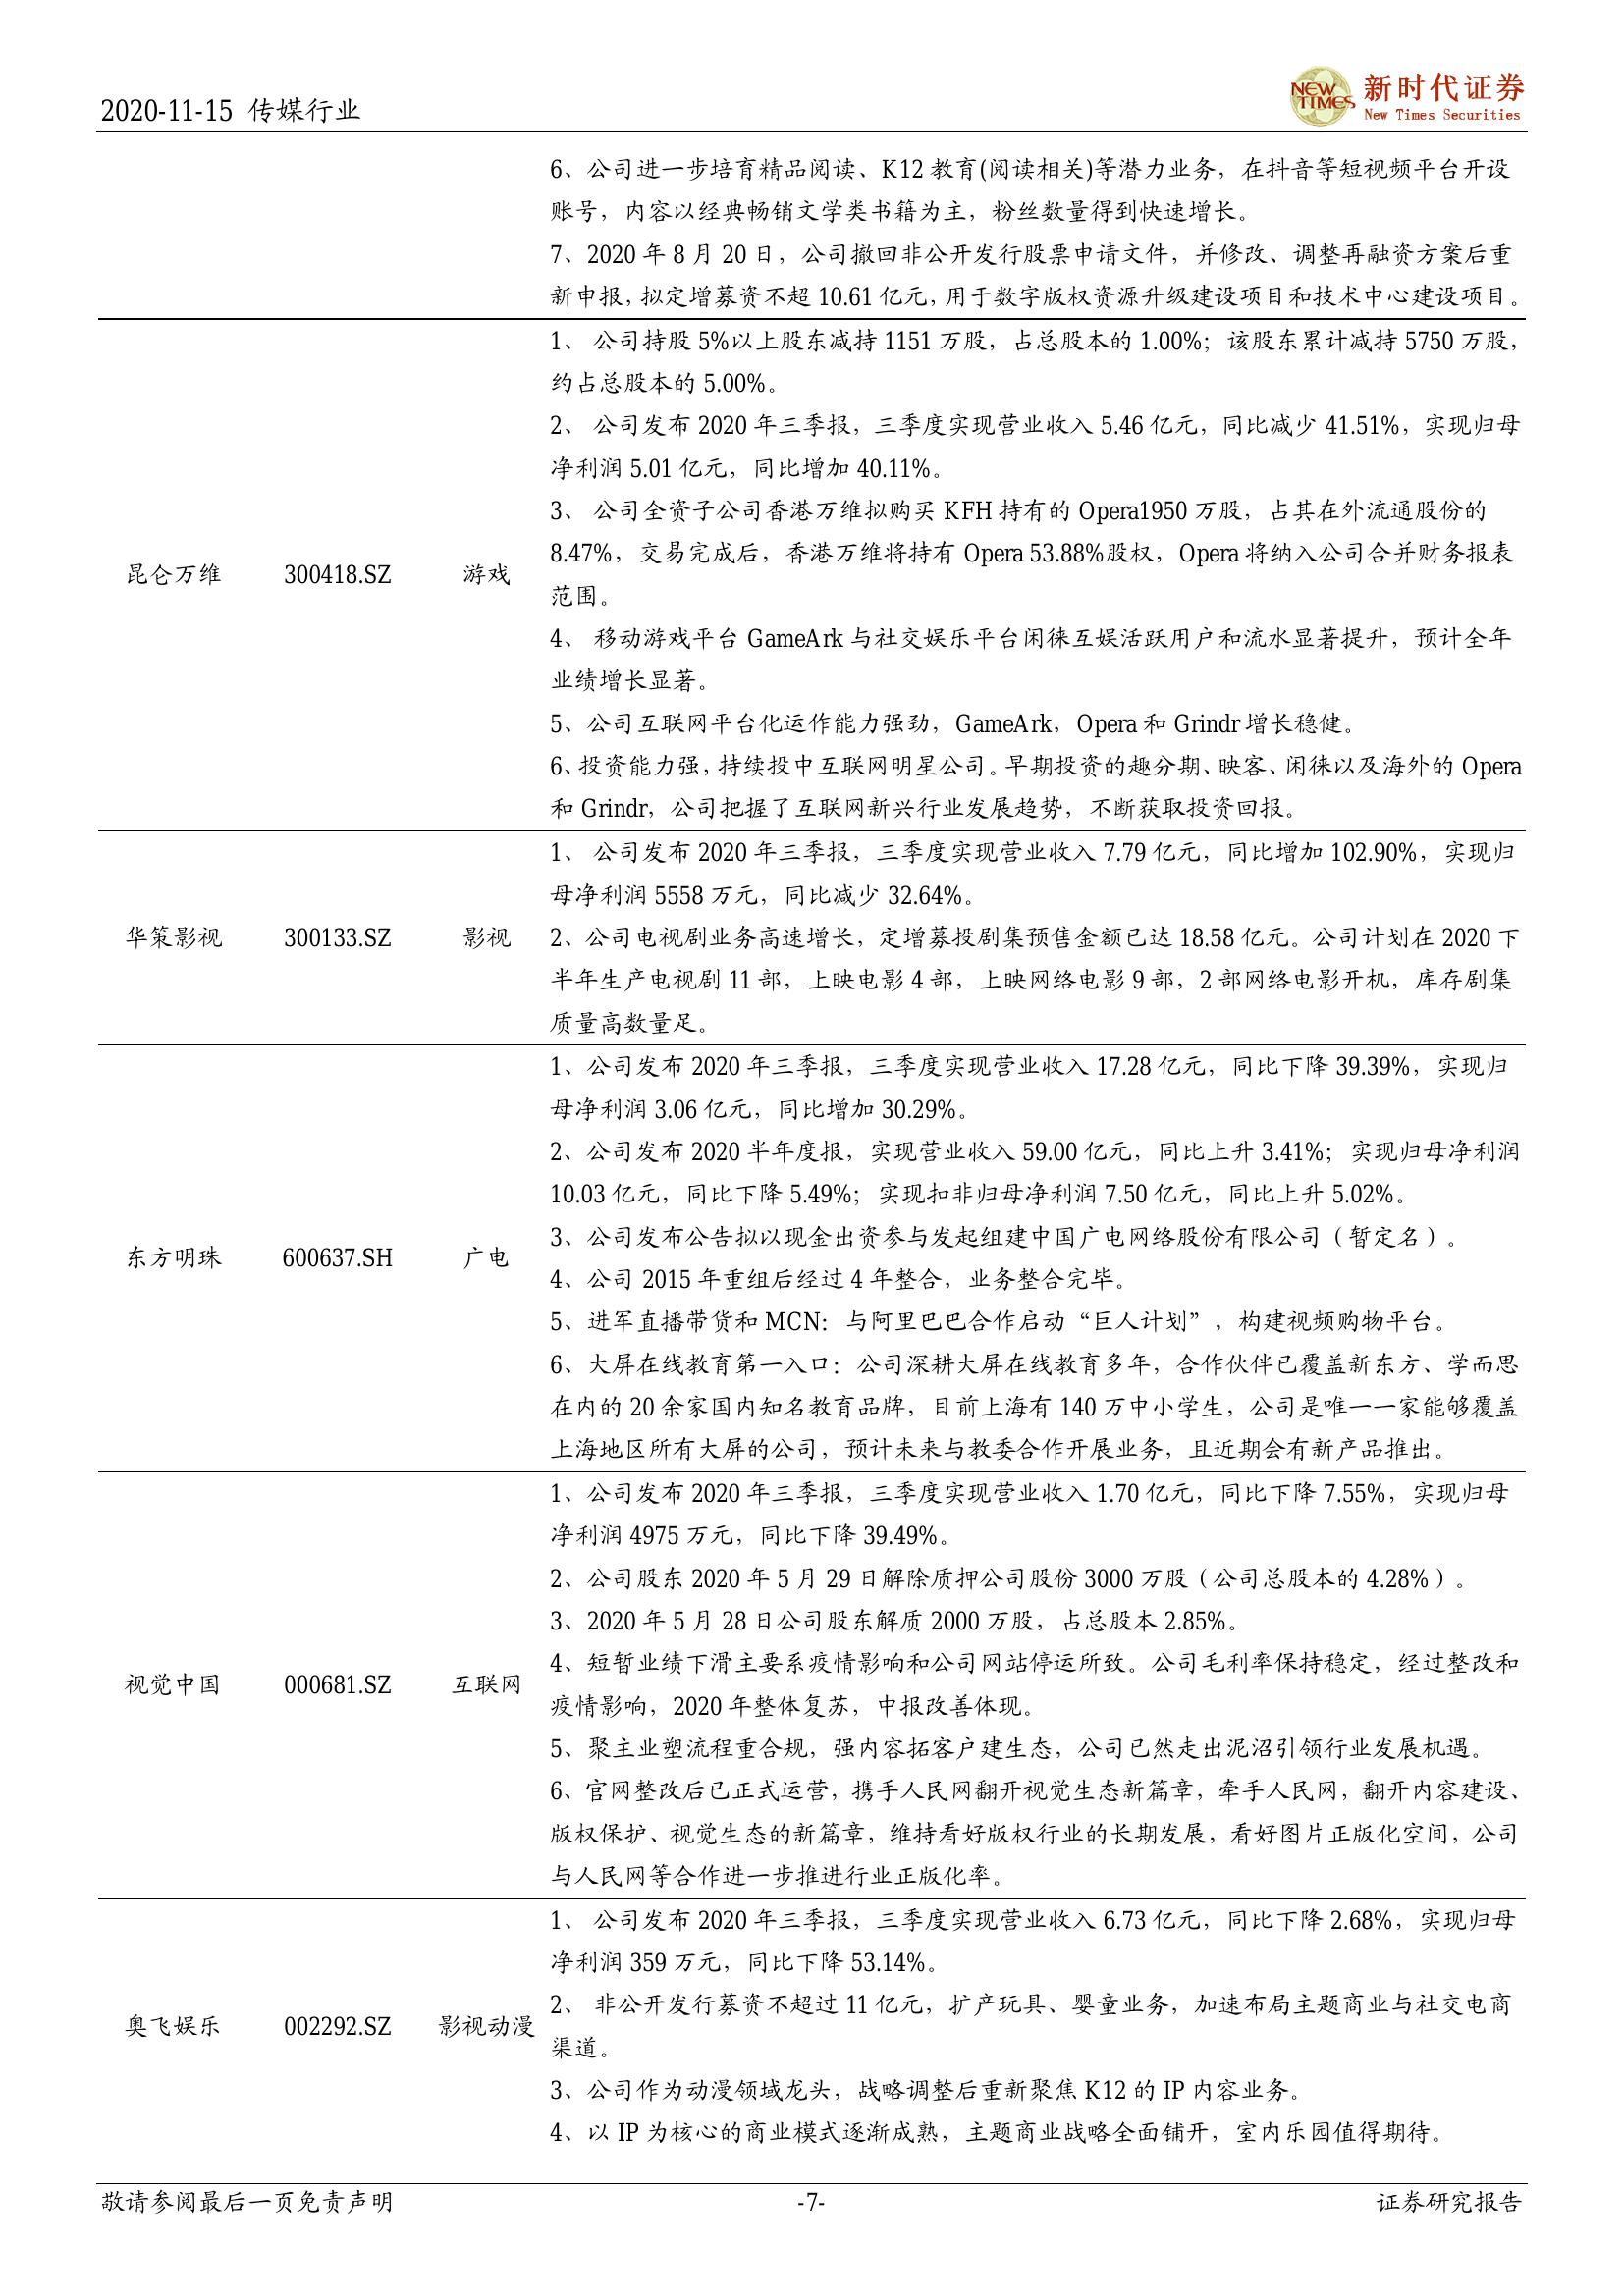 2020-11-15 传媒行业
NEW TIMES 新时代证券
New Times Securities
6、公司进一步培育精品阅读、K12 教育(阅读相关)等潜力业务，在抖音等短视频平台开设
账号，内容以经典畅销文学类书籍为主，粉丝数量得到快速增长。
7、2020 年 8 月 20 日，公司撤回非公开发行股票申请文件，并修改、调整再融资方案后重
新申报，拟定增募资不超 10.61 亿元，用于数字版权资源升级建设项目和技术中心建设项目。
昆仑万维 300418.SZ 游戏
1、 公司持股 5%以上股东减持 1151 万股，占总股本的 1.00%；该股东累计减持 5750 万股，
约占总股本的 5.00%。
2、 公司发布 2020 年三季报，三季度实现营业收入 5.46 亿元，同比减少 41.51%，实现归母
净利润 5.01 亿元，同比增加 40.11%。
3、 公司全资子公司香港万维拟购买 KFH 持有的 Opera1950 万股，占其在外流通股份的
8.47%，交易完成后，香港万维将持有 Opera 53.88%股权，Opera 将纳入公司合并财务报表
范围。
4、 移动游戏平台 GameArk 与社交娱乐平台闲徕互娱活跃用户和流水显著提升，预计全年
业绩增长显著。
5、公司互联网平台化运作能力强劲，GameArk，Opera 和 Grindr 增长稳健。
6、投资能力强，持续投中互联网明星公司。早期投资的趣分期、映客、闲徕以及海外的 Opera
和 Grindr，公司把握了互联网新兴行业发展趋势，不断获取投资回报。
华策影视 300133.SZ 影视
1、 公司发布 2020 年三季报，三季度实现营业收入 7.79 亿元，同比增加 102.90%，实现归
母净利润 5558 万元，同比减少 32.64%。
2、公司电视剧业务高速增长，定增募投剧集预售金额已达 18.58 亿元。公司计划在 2020 下
半年生产电视剧 11 部，上映电影 4 部，上映网络电影 9 部，2 部网络电影开机，库存剧集
质量高数量足。
东方明珠 600637.SH 广电
1、公司发布 2020 年三季报，三季度实现营业收入 17.28 亿元，同比下降 39.39%，实现归
母净利润 3.06 亿元，同比增加 30.29%。
2、公司发布 2020 半年度报，实现营业收入 59.00 亿元，同比上升 3.41%；实现归母净利润
10.03 亿元，同比下降 5.49%；实现扣非归母净利润 7.50 亿元，同比上升 5.02%。
3、公司发布公告拟以现金出资参与发起组建中国广电网络股份有限公司（暂定名）。
4、公司 2015 年重组后经过 4 年整合，业务整合完毕。
5、进军直播带货和 MCN：与阿里巴巴合作启动“巨人计划”，构建视频购物平台。
6、大屏在线教育第一入口：公司深耕大屏在线教育多年，合作伙伴已覆盖新东方、学而思
在内的 20 余家国内知名教育品牌，目前上海有 140 万中小学生，公司是唯一一家能够覆盖
上海地区所有大屏的公司，预计未来与教委合作开展业务，且近期会有新产品推出。
视觉中国 000681.SZ 互联网
1、公司发布 2020 年三季报，三季度实现营业收入 1.70 亿元，同比下降 7.55%，实现归母
净利润 4975 万元，同比下降 39.49%。
2、公司股东 2020 年 5 月 29 日解除质押公司股份 3000 万股（公司总股本的 4.28%）。
3、2020 年 5 月 28 日公司股东解质 2000 万股，占总股本 2.85%。
4、短暂业绩下滑主要系疫情影响和公司网站停运所致。公司毛利率保持稳定，经过整改和
疫情影响，2020 年整体复苏，中报改善体现。
5、聚主业塑流程重合规，强内容拓客户建生态，公司已然走出泥沼引领行业发展机遇。
6、官网整改后已正式运营，携手人民网翻开视觉生态新篇章，牵手人民网，翻开内容建设、
版权保护、视觉生态的新篇章，维持看好版权行业的长期发展，看好图片正版化空间，公司
与人民网等合作进一步推进行业正版化率。
奥飞娱乐 002292.SZ 影视动漫
1、 公司发布 2020 年三季报，三季度实现营业收入 6.73 亿元，同比下降 2.68%，实现归母
净利润 359 万元，同比下降 53.14%。
2、 非公开发行募资不超过 11 亿元，扩产玩具、婴童业务，加速布局主题商业与社交电商
渠道。
3、公司作为动漫领域龙头，战略调整后重新聚焦 K12 的 IP 内容业务。
4、以 IP 为核心的商业模式逐渐成熟，主题商业战略全面铺开，室内乐园值得期待。
敬请参阅最后一页免责声明 -7- 证券研究报告